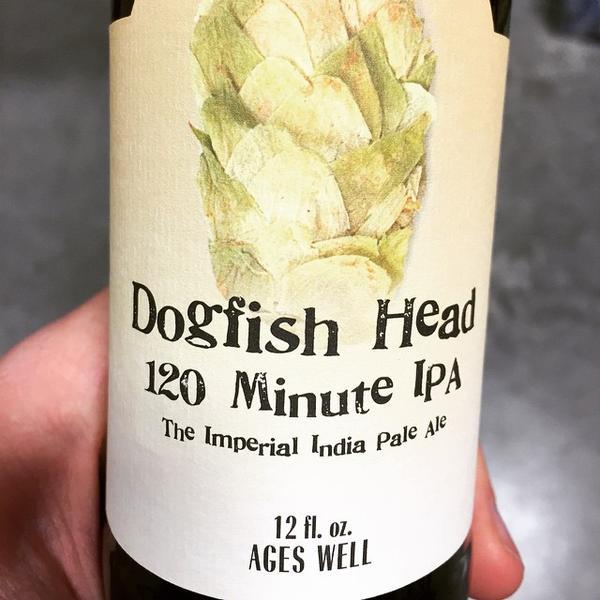 Dogfish Head
120 Minute IPA
The Imperial India Pale Ale
12 fl. oz.
AGES WELL